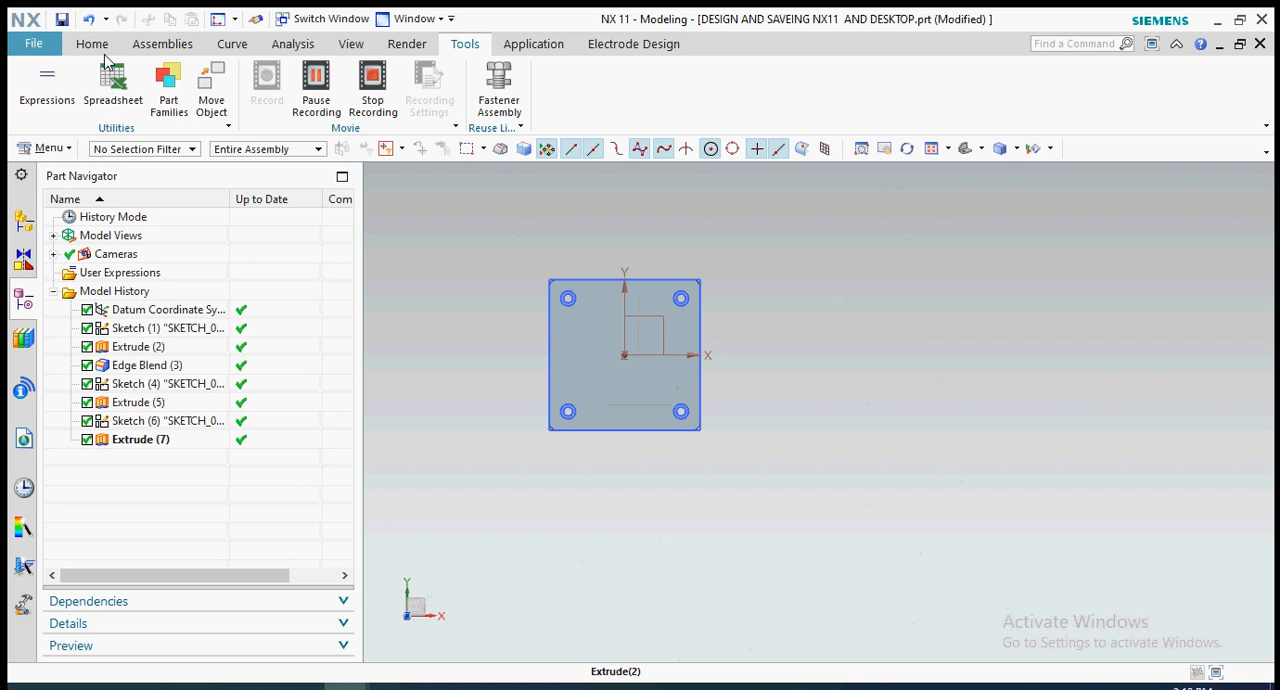 NX Switch Window Window NX 11 - Modeling - [DESIGN AND SAVEING NX11 AND DESKTOP.prt (Modified) ] SIEMENS
File Home Assemblies Curve Analysis View Render Tools Application Electrode Design Find a Command
Expressions Spreadsheet Part Families Move Object Record Pause Recording Stop Recording Recording Settings Fastener Assembly
Utilities Movie Reuse Li...
Menu No Selection Filter Entire Assembly
Part Navigator
Name Up to Date Com
History Mode
Model Views
Cameras
User Expressions
Model History
Datum Coordinate Sy...
Sketch (1) "SKETCH_0...
Extrude (2)
Edge Blend (3)
Sketch (4) "SKETCH_0...
Extrude (5)
Sketch (6) "SKETCH_0...
Extrude (7)
Y
X
Y
X
Dependencies
Details
Preview
Activate Windows
Go to Settings to activate Windows.
Extrude(2)